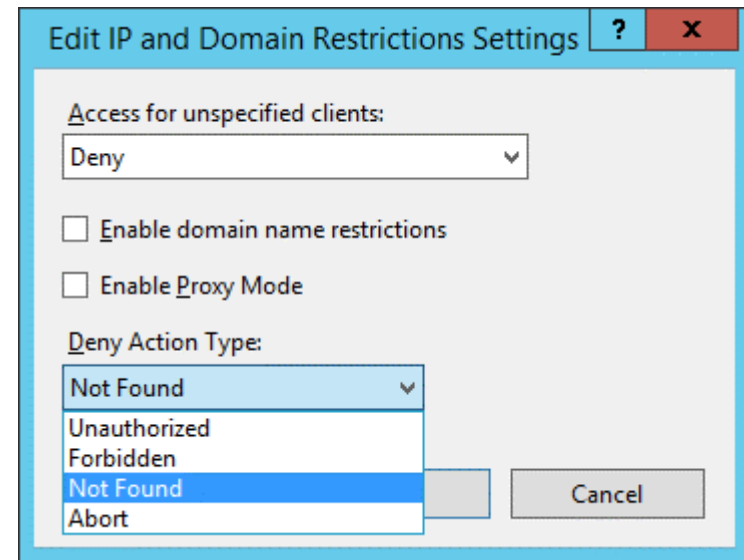 Edit IP and Domain Restrictions Settings ? x
Access for unspecified clients:
Deny
Enable domain name restrictions
Enable Proxy Mode
Deny Action Type:
Not Found
Unauthorized
Forbidden
Not Found
Abort
Cancel